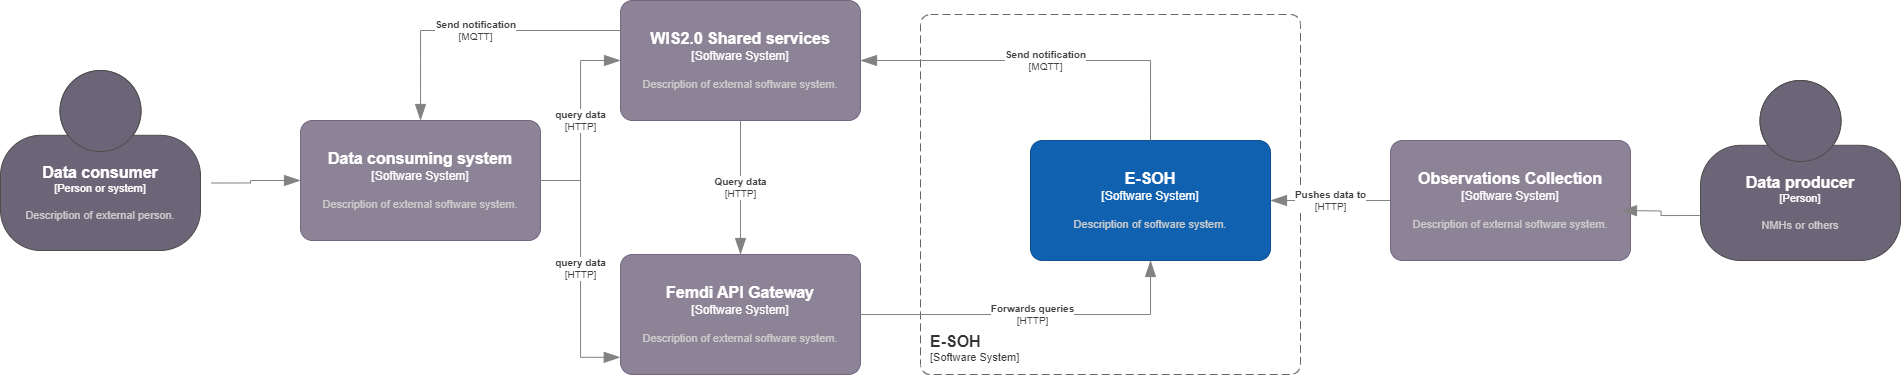 Data consumer
[Person or system]
Description of external person.
Send notification
[MQTT]
Data consuming system
[Software System]
Description of external software system.
query data
[HTTP]
query data
[HTTP]
WIS2.0 Shared services
[Software System]
Description of external software system.
Query data
[HTTP]
Femdi API Gateway
[Software System]
Description of external software system.
Send notification
[MQTT]
E-SOH
[Software System]
Description of software system.
Forwards queries
[HTTP]
E-SOH
[Software System]
Pushes data to
[HTTP]
Observations Collection
[Software System]
Description of external software system.
Data producer
[Person]
NMHs or others